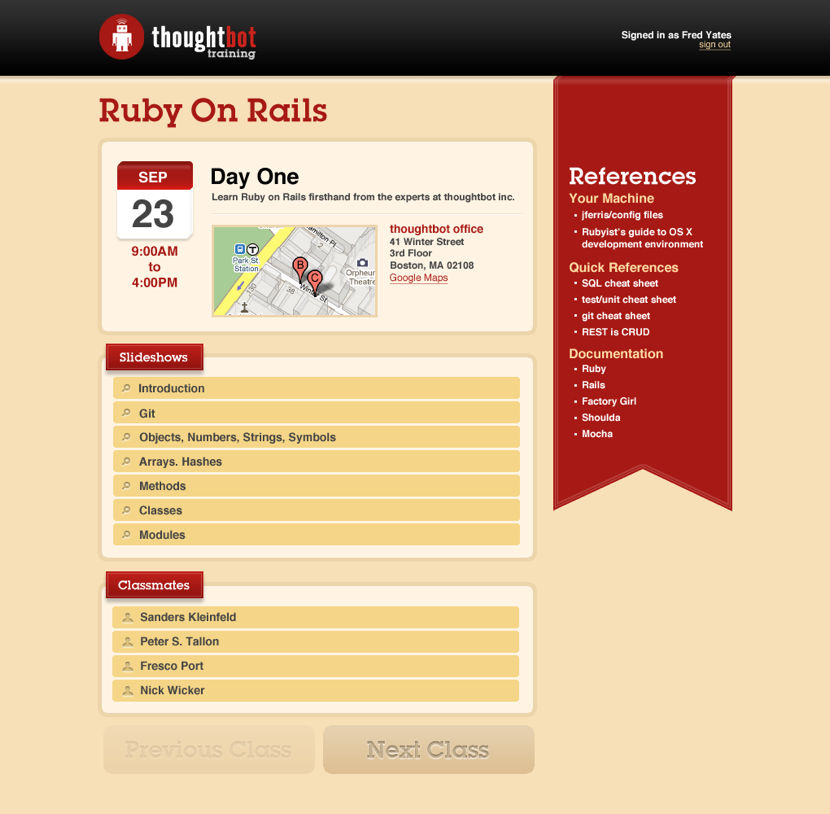 thoughtbot
training
Signed in as Fred Yates
sign out
Ruby On Rails
SEP
23
9:00AM
to
4:00PM
Day One
Learn Ruby on Rails firsthand from the experts at thoughtbot inc.
Park St.
Station
Hamilton Pl
2
B
C
Winter St
38
Orpheum
Theatre
thoughtbot office
41 Winter Street
3rd Floor
Boston, MA 02108
Google Maps
Slideshows
Introduction
Git
Objects, Numbers, Strings, Symbols
Arrays. Hashes
Methods
Classes
Modules
Classmates
Sanders Kleinfeld
Peter S. Tallon
Fresco Port
Nick Wicker
Previous Class
Next Class
References
Your Machine
• jferris/config files
• Rubyist's guide to OS X
development environment
Quick References
• SQL cheat sheet
• test/unit cheat sheet
• git cheat sheet
• REST is CRUD
Documentation
• Ruby
• Rails
• Factory Girl
• Shoulda
• Mocha